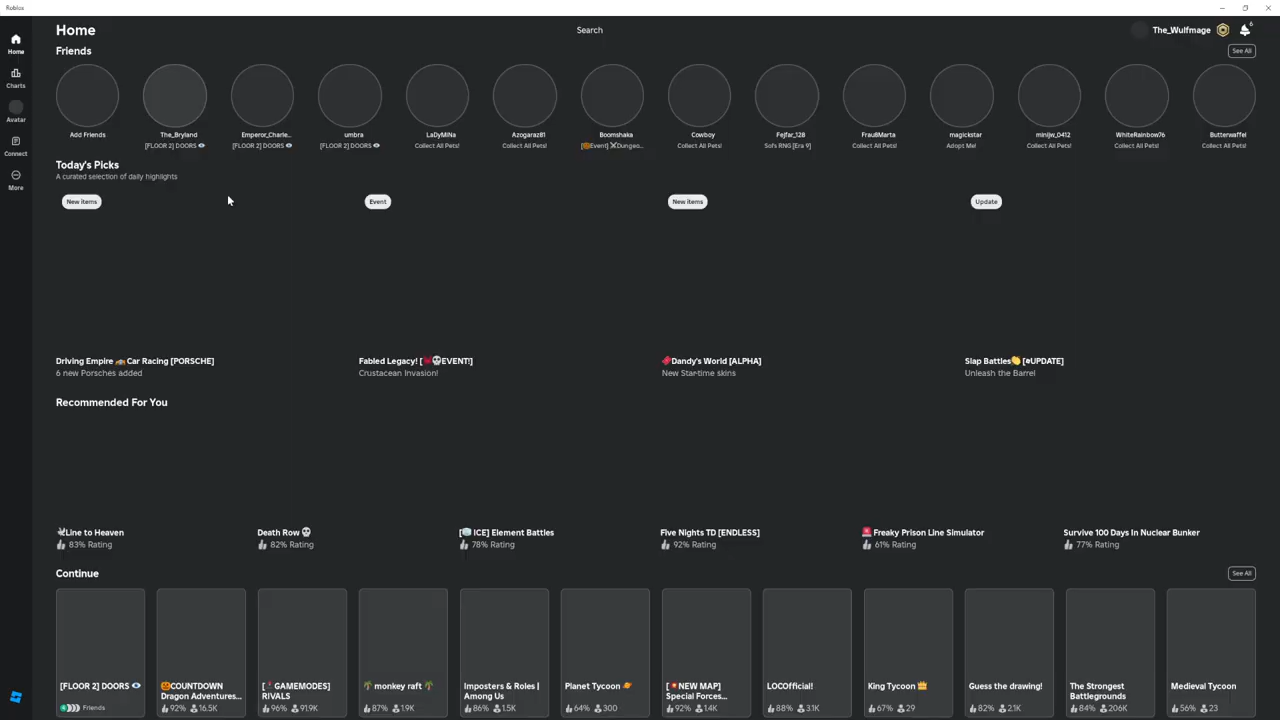 Roblox
Home
Search
The_Wulfmage
6
Home
Charts
Avatar
Connect
More
Friends
See All
Add Friends
The_Bryland
Emperor_Charle...
umbra
LaDyMiNa
Azogaraz81
Boomshaka
Cowboy
Fejfar_128
Frau8Marta
magickstar
minijw_0412
WhiteRainbow76
Butterwaffel
[FLOOR 2] DOORS 👁️
[FLOOR 2] DOORS 👁️
[FLOOR 2] DOORS 👁️
Collect All Pets!
Collect All Pets!
[🎃Event] ⚔️Dungeo...
Collect All Pets!
Sol's RNG [Era 9]
Collect All Pets!
Adopt Me!
Collect All Pets!
Collect All Pets!
Collect All Pets!
Today's Picks
A curated selection of daily highlights
New items
Event
New items
Update
Driving Empire 🏎️ Car Racing [PORSCHE]
6 new Porsches added
Fabled Legacy! [🦀💀EVENT!]
Crustacean Invasion!
Dandy's World [ALPHA]
New Star-time skins
Slap Battles👏 [UPDATE]
Unleash the Barrel
Recommended For You
🕊️Line to Heaven
83% Rating
Death Row 💀
82% Rating
[🧊 ICE] Element Battles
78% Rating
Five Nights TD [ENDLESS]
92% Rating
🚨 Freaky Prison Line Simulator
61% Rating
Survive 100 Days In Nuclear Bunker
77% Rating
Continue
See All
[FLOOR 2] DOORS 👁️
Friends
🎃COUNTDOWN
Dragon Adventures...
92% 16.5K
[GAMEMODES]
RIVALS
96% 91.9K
🌴 monkey raft 🌴
87% 1.9K
Imposters & Roles |
Among Us
86% 1.5K
Planet Tycoon 🪐
64% 300
[💥NEW MAP]
Special Forces...
92% 1.4K
LOCOfficial!
88% 3.1K
King Tycoon 👑
67% 29
Guess the drawing!
82% 2.1K
The Strongest
Battlegrounds
84% 206K
Medieval Tycoon
56% 23